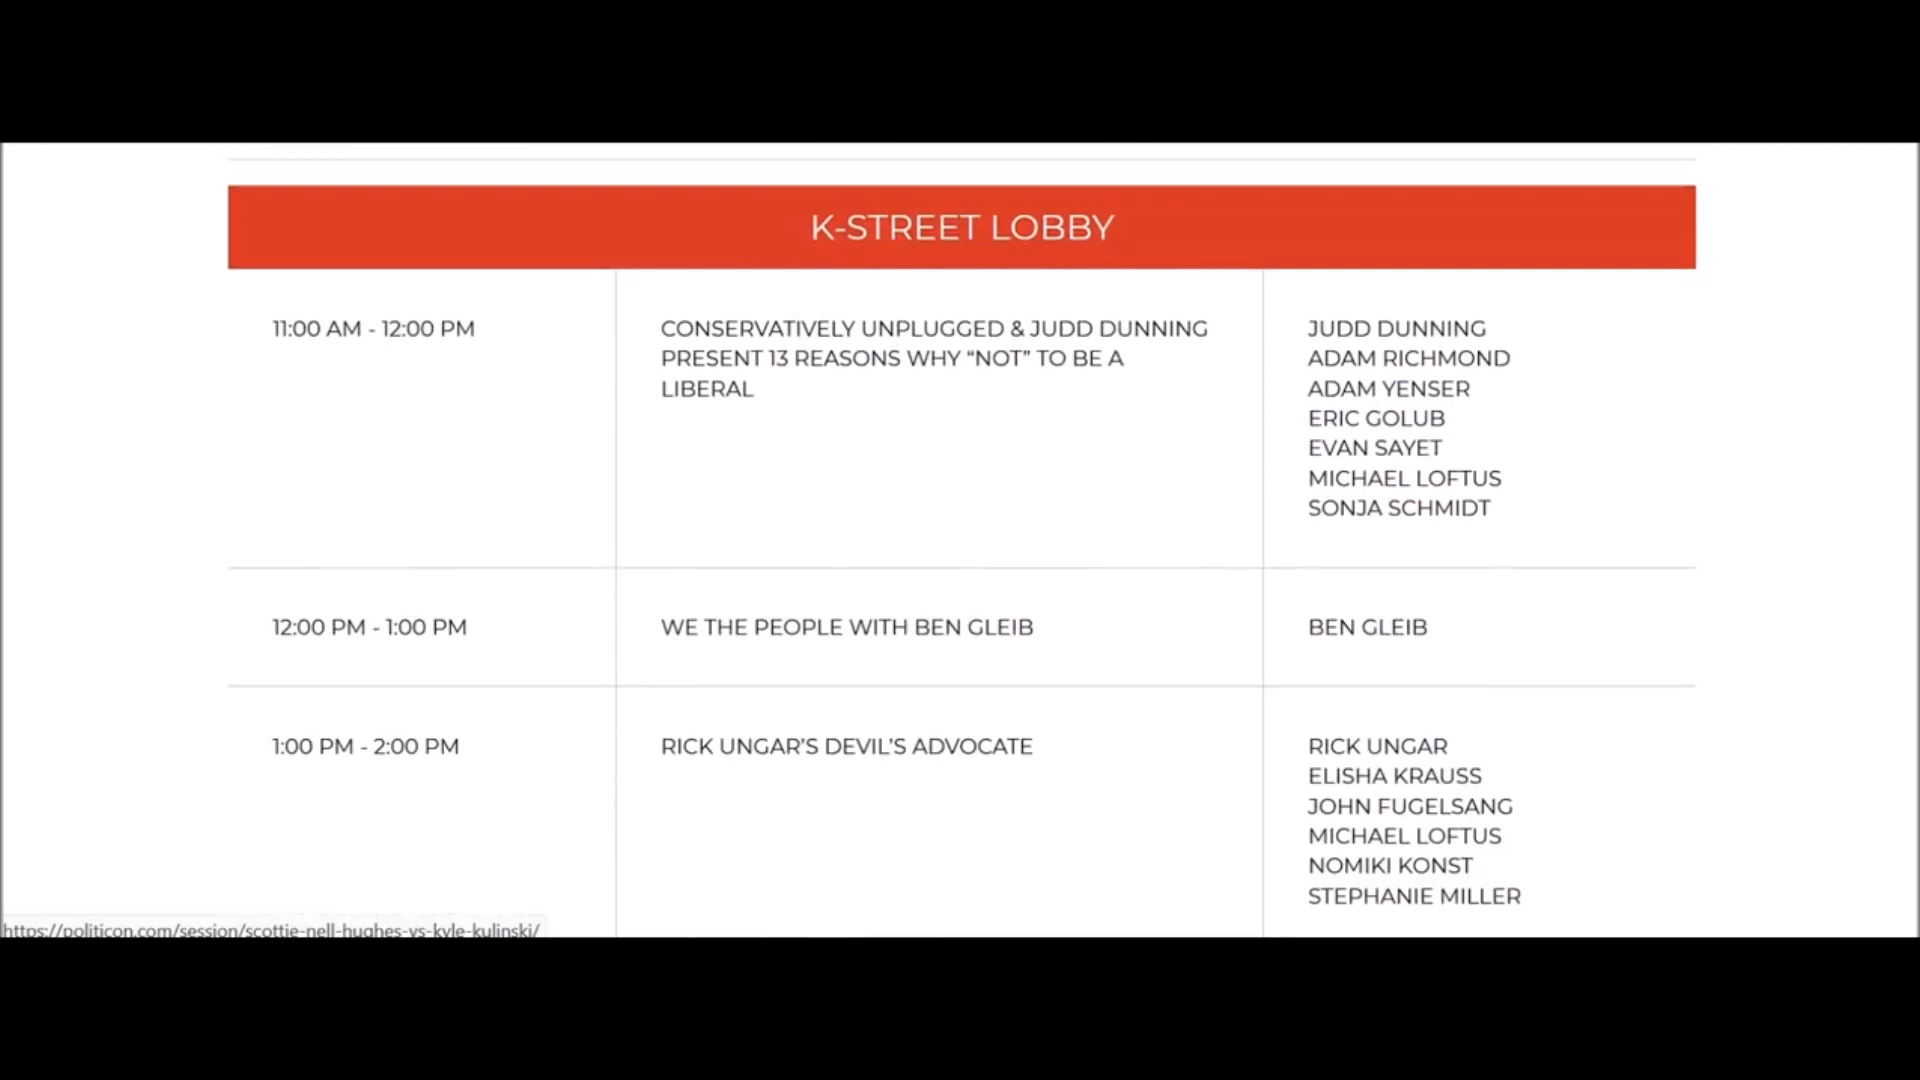 K-STREET LOBBY
11:00 AM - 12:00 PM
CONSERVATIVELY UNPLUGGED & JUDD DUNNING
PRESENT 13 REASONS WHY “NOT” TO BE A
LIBERAL
JUDD DUNNING
ADAM RICHMOND
ADAM YENSER
ERIC GOLUB
EVAN SAYET
MICHAEL LOFTUS
SONJA SCHMIDT
12:00 PM - 1:00 PM
WE THE PEOPLE WITH BEN GLEIB
BEN GLEIB
1:00 PM - 2:00 PM
RICK UNGAR’S DEVIL’S ADVOCATE
RICK UNGAR
ELISHA KRAUSS
JOHN FUGELSANG
MICHAEL LOFTUS
NOMIKI KONST
STEPHANIE MILLER
https://politicon.com/session/scottie-nell-hughes-vs-kyle-kulinski/